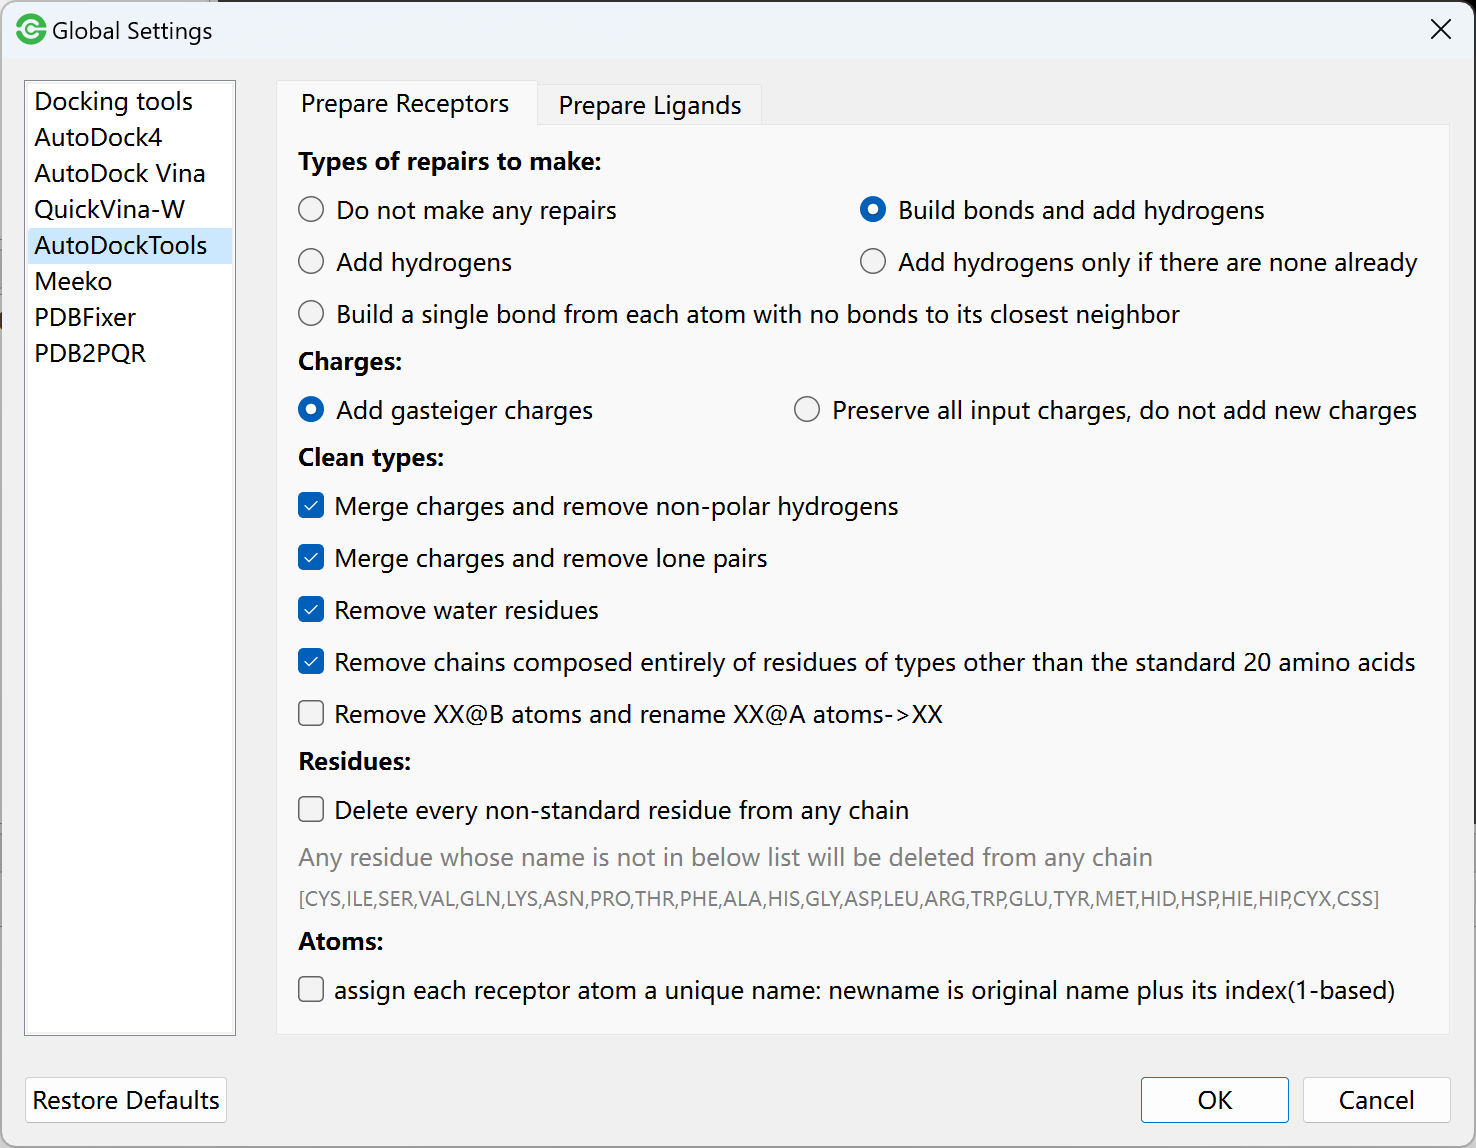 Global Settings
Docking tools
AutoDock4
AutoDock Vina
QuickVina-W
AutoDockTools
Meeko
PDBFixer
PDB2PQR
Prepare Receptors
Prepare Ligands
Types of repairs to make:
Do not make any repairs
Build bonds and add hydrogens
Add hydrogens
Add hydrogens only if there are none already
Build a single bond from each atom with no bonds to its closest neighbor
Charges:
Add gasteiger charges
Preserve all input charges, do not add new charges
Clean types:
Merge charges and remove non-polar hydrogens
Merge charges and remove lone pairs
Remove water residues
Remove chains composed entirely of residues of types other than the standard 20 amino acids
Remove XX@B atoms and rename XX@A atoms->XX
Residues:
Delete every non-standard residue from any chain
Any residue whose name is not in below list will be deleted from any chain
[CYS,ILE,SER,VAL,GLN,LYS,ASN,PRO,THR,PHE,ALA,HIS,GLY,ASP,LEU,ARG,TRP,GLU,TYR,MET,HID,HSP,HIE,HIP,CYX,CSS]
Atoms:
assign each receptor atom a unique name: newname is original name plus its index(1-based)
Restore Defaults
OK
Cancel